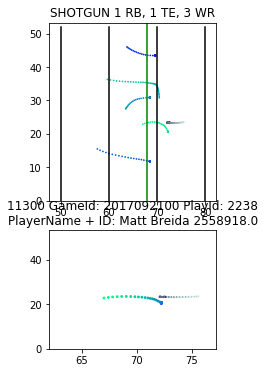 SHOTGUN 1 RB, 1 TE, 3 WR
50
40
30
20
10
0
50 60 70 80
11300 GameId: 2017092100 PlayId: 2238
PlayerName + ID: Matt Breida 2558918.0
40
20
0
65 70 75